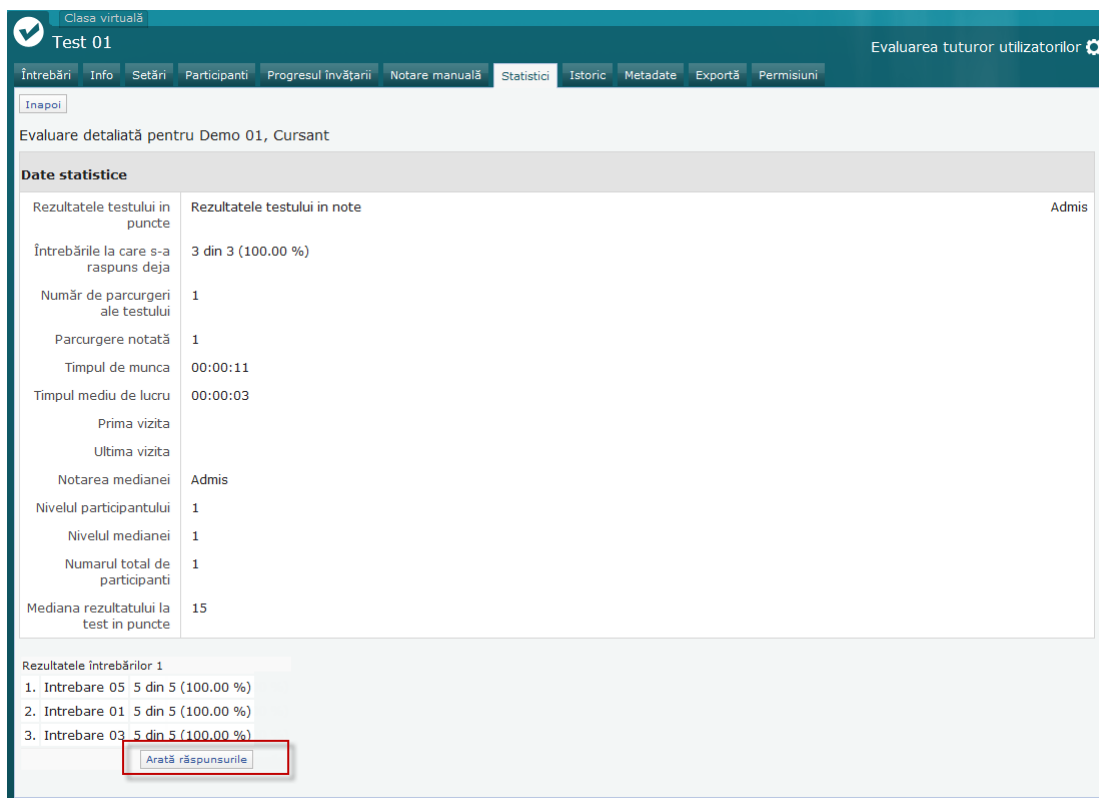 Clasa virtuală
Test 01
Evaluarea tuturor utilizatorilor
Întrebări Info Setări Participanti Progresul învățarii Notare manuală Statistici Istoric Metadate Exportă Permisiuni
Inapoi
Evaluare detaliată pentru Demo 01, Cursant
Date statistice
Rezultatele testului in puncte Rezultatele testului in note Admis
Întrebările la care s-a raspuns deja 3 din 3 (100.00 %)
Număr de parcurgeri ale testului 1
Parcurgere notată 1
Timpul de munca 00:00:11
Timpul mediu de lucru 00:00:03
Prima vizita
Ultima vizita
Notarea medianei Admis
Nivelul participantului 1
Nivelul medianei 1
Numarul total de participanti 1
Mediana rezultatului la test in puncte 15
Rezultatele întrebărilor 1
1. Intrebare 05 5 din 5 (100.00 %)
2. Intrebare 01 5 din 5 (100.00 %)
3. Intrebare 03 5 din 5 (100.00 %)
Arată răspunsurile